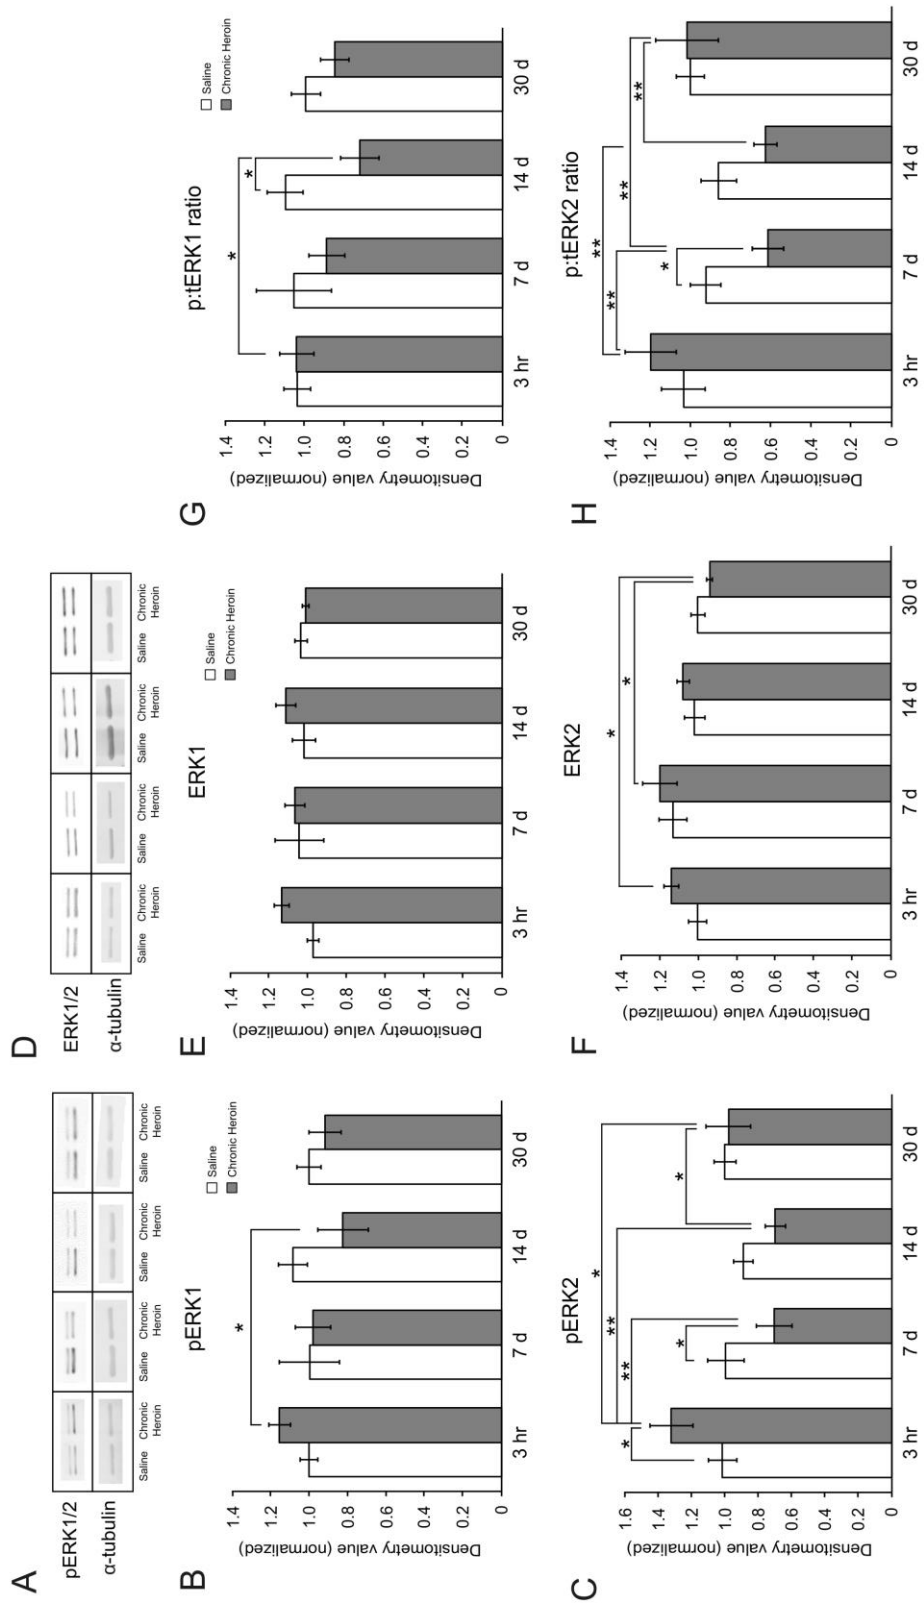 A
pERK1/2
α-tubulin
Saline Chronic Heroin Saline Chronic Heroin Saline Chronic Heroin Saline Chronic Heroin
B
pERK1
Saline
Chronic Heroin
Densitometry value (normalized)
1.4
1.2
1.0
0.8
0.6
0.4
0.2
0
*
3 hr 7 d 14 d 30 d
C
pERK2
Densitometry value (normalized)
1.6
1.4
1.2
1.0
0.8
0.6
0.4
0.2
0
*
**
**
*
*
*
3 hr 7 d 14 d 30 d
D
ERK1/2
α-tubulin
Saline Chronic Heroin Saline Chronic Heroin Saline Chronic Heroin Saline Chronic Heroin
E
ERK1
Saline
Chronic Heroin
Densitometry value (normalized)
1.4
1.2
1.0
0.8
0.6
0.4
0.2
0
3 hr 7 d 14 d 30 d
F
ERK2
Densitometry value (normalized)
1.4
1.2
1.0
0.8
0.6
0.4
0.2
0
*
*
3 hr 7 d 14 d 30 d
G
p:tERK1 ratio
Saline
Chronic Heroin
Densitometry value (normalized)
1.4
1.2
1.0
0.8
0.6
0.4
0.2
0
*
*
3 hr 7 d 14 d 30 d
H
p:tERK2 ratio
Densitometry value (normalized)
1.4
1.2
1.0
0.8
0.6
0.4
0.2
0
**
**
**
**
*
3 hr 7 d 14 d 30 d